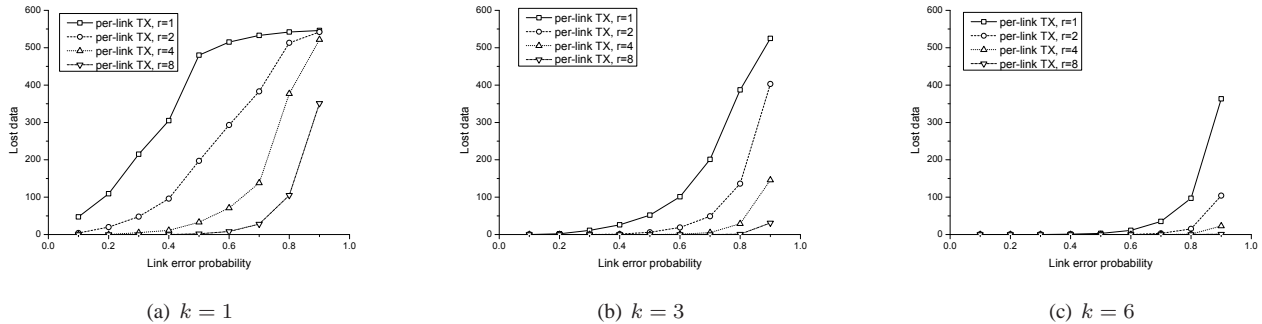 per-link TX, r=1
per-link TX, r=2
per-link TX, r=4
per-link TX, r=8
600
500
400
300
200
100
0
Lost data
0.0 0.2 0.4 0.6 0.8 1.0
Link error probability
(a) k = 1
per-link TX, r=1
per-link TX, r=2
per-link TX, r=4
per-link TX, r=8
600
500
400
300
200
100
0
Lost data
0.0 0.2 0.4 0.6 0.8 1.0
Link error probability
(b) k = 3
per-link TX, r=1
per-link TX, r=2
per-link TX, r=4
per-link TX, r=8
600
500
400
300
200
100
0
Lost data
0.0 0.2 0.4 0.6 0.8 1.0
Link error probability
(c) k = 6